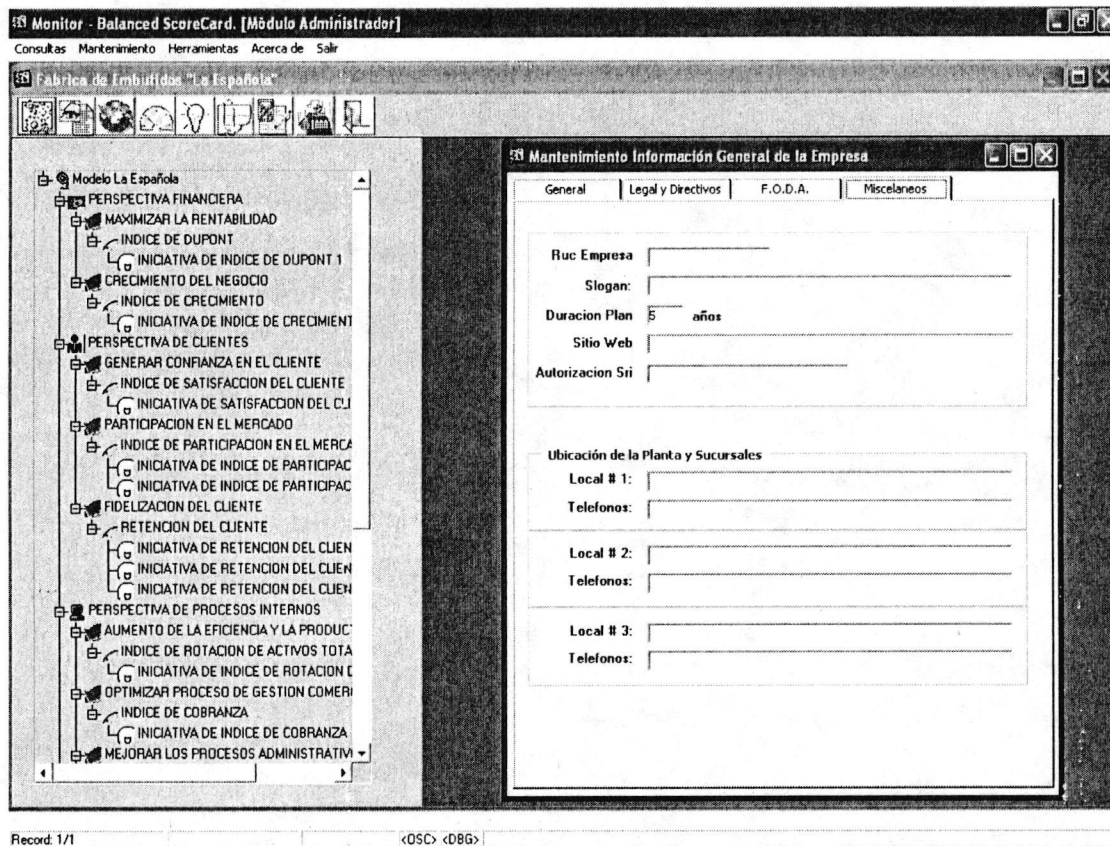 Monitor - Balanced ScoreCard. [Módulo Administrador]
Consultas Mantenimiento Herramientas Acerca de Salir
Fabrica de Embutidos "La Española"
Modelo La Española
PERSPECTIVA FINANCIERA
MAXIMIZAR LA RENTABILIDAD
INDICE DE DUPONT
INICIATIVA DE INDICE DE DUPONT 1
CRECIMIENTO DEL NEGOCIO
INDICE DE CRECIMIENTO
INICIATIVA DE INDICE DE CRECIMIENT
PERSPECTIVA DE CLIENTES
GENERAR CONFIANZA EN EL CLIENTE
INDICE DE SATISFACCION DEL CLIENTE
INICIATIVA DE SATISFACCION DEL CLI
PARTICIPACION EN EL MERCADO
INDICE DE PARTICIPACION EN EL MERCA
INICIATIVA DE INDICE DE PARTICIPAC
INICIATIVA DE INDICE DE PARTICIPAC
FIDELIZACION DEL CLIENTE
RETENCION DEL CLIENTE
INICIATIVA DE RETENCION DEL CLIEN
INICIATIVA DE RETENCION DEL CLIEN
INICIATIVA DE RETENCION DEL CLIEN
PERSPECTIVA DE PROCESOS INTERNOS
AUMENTO DE LA EFICIENCIA Y LA PRODUC
INDICE DE ROTACION DE ACTIVOS TOTA
INICIATIVA DE INDICE DE ROTACION D
OPTIMIZAR PROCESO DE GESTION COMER
INDICE DE COBRANZA
INICIATIVA DE INDICE DE COBRANZA
MEJORAR LOS PROCESOS ADMINISTRATIV
Mantenimiento Información General de la Empresa
General Legal y Directivos F.O.D.A. Miscelaneos
Ruc Empresa
Slogan:
Duracion Plan 5 años
Sitio Web
Autorizacion Sri
Ubicación de la Planta y Sucursales
Local # 1:
Telefonos:
Local # 2:
Telefonos:
Local # 3:
Telefonos:
Record: 1/1 <OSC> <DBG>